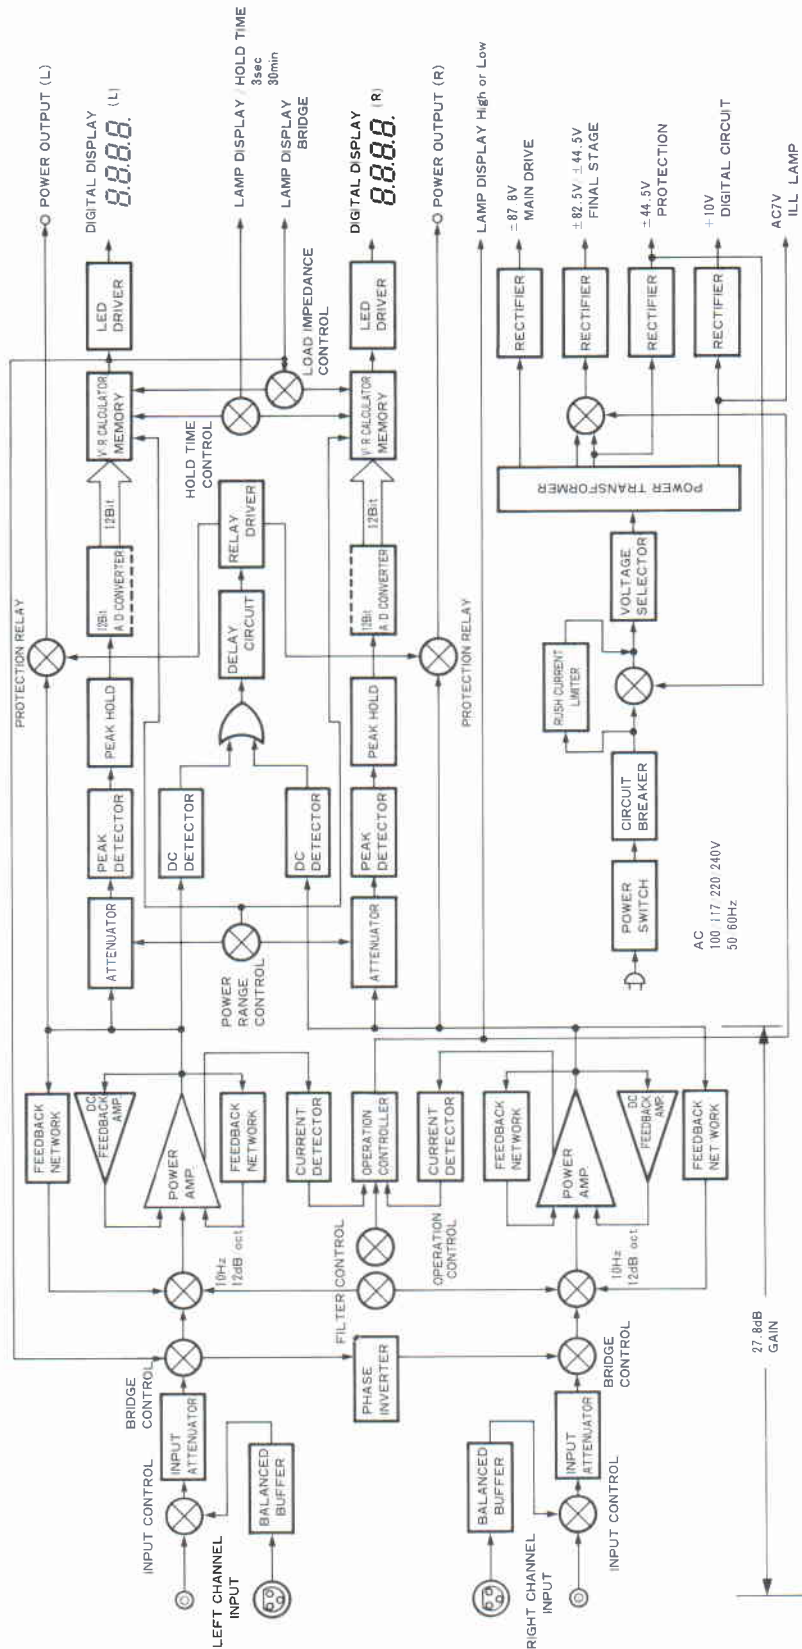 INPUT CONTROL
LEFT CHANNEL
INPUT
BALANCED
BUFFER
INPUT
ATTENUATOR
BRIDGE
CONTROL
FEEDBACK
NETWORK
DC
FEEDBACK
AMP.
POWER
AMP.
10Hz
12dB oct
FEEDBACK
NETWORK
CURRENT
DETECTOR
FILTER CONTROL
PHASE
INVERTER
OPERATION
CONTROLLER
OPERATION
CONTROL
CURRENT
DETECTOR
FEEDBACK
NETWORK
POWER
AMP.
DC
FEEDBACK
AMP.
FEEDBACK
NET WORK
10Hz
12dB oct
BALANCED
BUFFER
RIGHT CHANNEL
INPUT
INPUT
ATTENUATOR
INPUT CONTROL
BRIDGE
CONTROL
27.8dB
GAIN
PROTECTION RELAY
ATTENUATOR
PEAK
DETECTOR
PEAK HOLD
12Bit
A D CONVERTER
12Bit
CALCULATOR
MEMORY
LED
DRIVER
POWER OUTPUT (L)
DIGITAL DISPLAY
8.8.8.8. (L)
DC
DETECTOR
POWER
RANGE
CONTROL
DC
DETECTOR
DELAY
CIRCUIT
RELAY
DRIVER
HOLD TIME
CONTROL
LOAD IMPEDANCE
CONTROL
LAMP DISPLAY / HOLD TIME
3sec
30min
LAMP DISPLAY
BRIDGE
ATTENUATOR
PEAK
DETECTOR
PEAK HOLD
12Bit
A D CONVERTER
12Bit
CALCULATOR
MEMORY
LED
DRIVER
DIGITAL DISPLAY
8.8.8.8. (R)
PROTECTION RELAY
POWER OUTPUT (R)
LAMP DISPLAY High or Low
AC
100 117 220 240V
50 60Hz
POWER
SWITCH
CIRCUIT
BREAKER
RUSH CURRENT
LIMITER
VOLTAGE
SELECTOR
POWER TRANSFORMER
RECTIFIER
± 87 8V
MAIN DRIVE
RECTIFIER
± 82.5V ± 44.5V
FINAL STAGE
RECTIFIER
± 44.5V
PROTECTION
RECTIFIER
+10V
DIGITAL CIRCUIT
AC7V
ILL LAMP